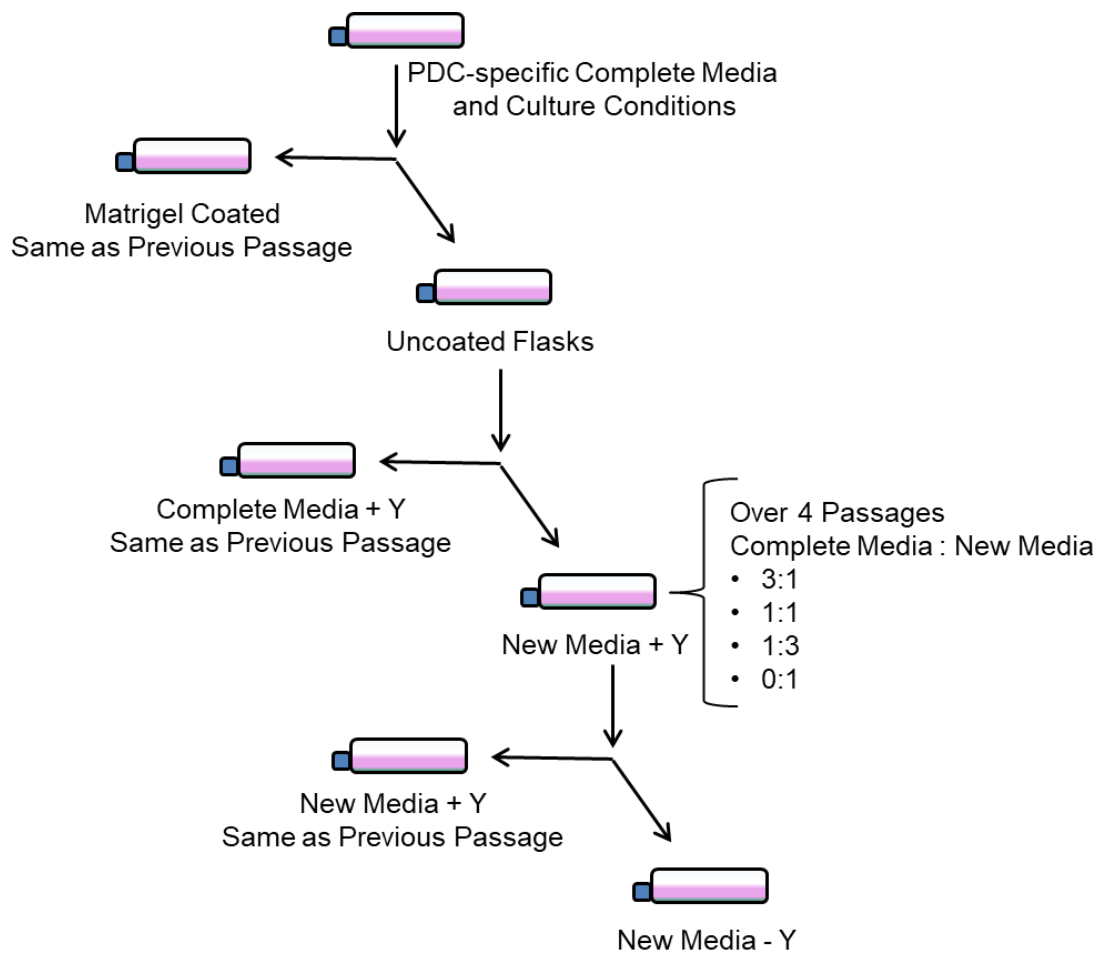 PDC-specific Complete Media
and Culture Conditions
Matrigel Coated
Same as Previous Passage
Uncoated Flasks
Complete Media + Y
Same as Previous Passage
Over 4 Passages
Complete Media : New Media
• 3:1
• 1:1
• 1:3
• 0:1
New Media + Y
New Media + Y
Same as Previous Passage
New Media - Y